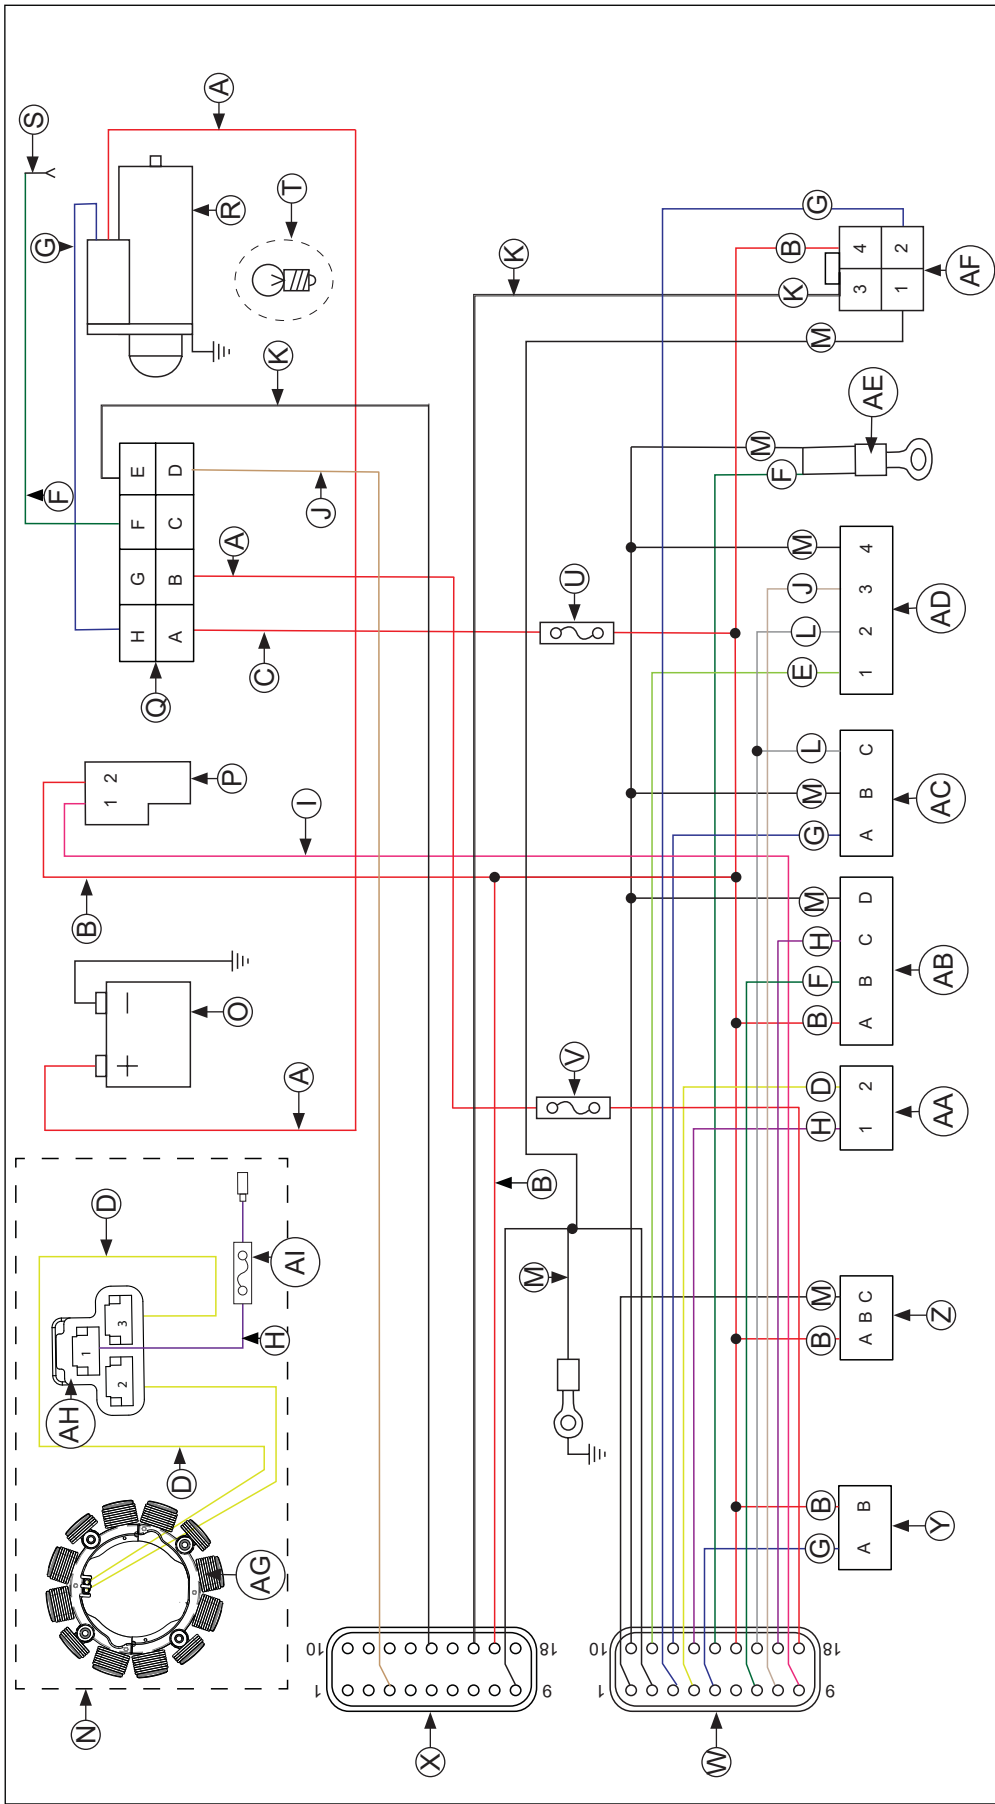 S
G
F
B
N
AH
1 2
+ −
D
2 1 3
H G F E
A B C D
Q
D
A
R
P
O
AG
A
C
H
T
K
A
I
AI
J
1 10
X
K
M
B
9 18
U
V
1 10
W
M
F
G
B
K
M
E L J M
G M L
B F H M
H D
B M
G B
9 18
3 4
1 2
1 2 3 4
A B C
A B C D
1 2
A B C
A B
AE
AF
AD
AC
AB
AA
Z
Y